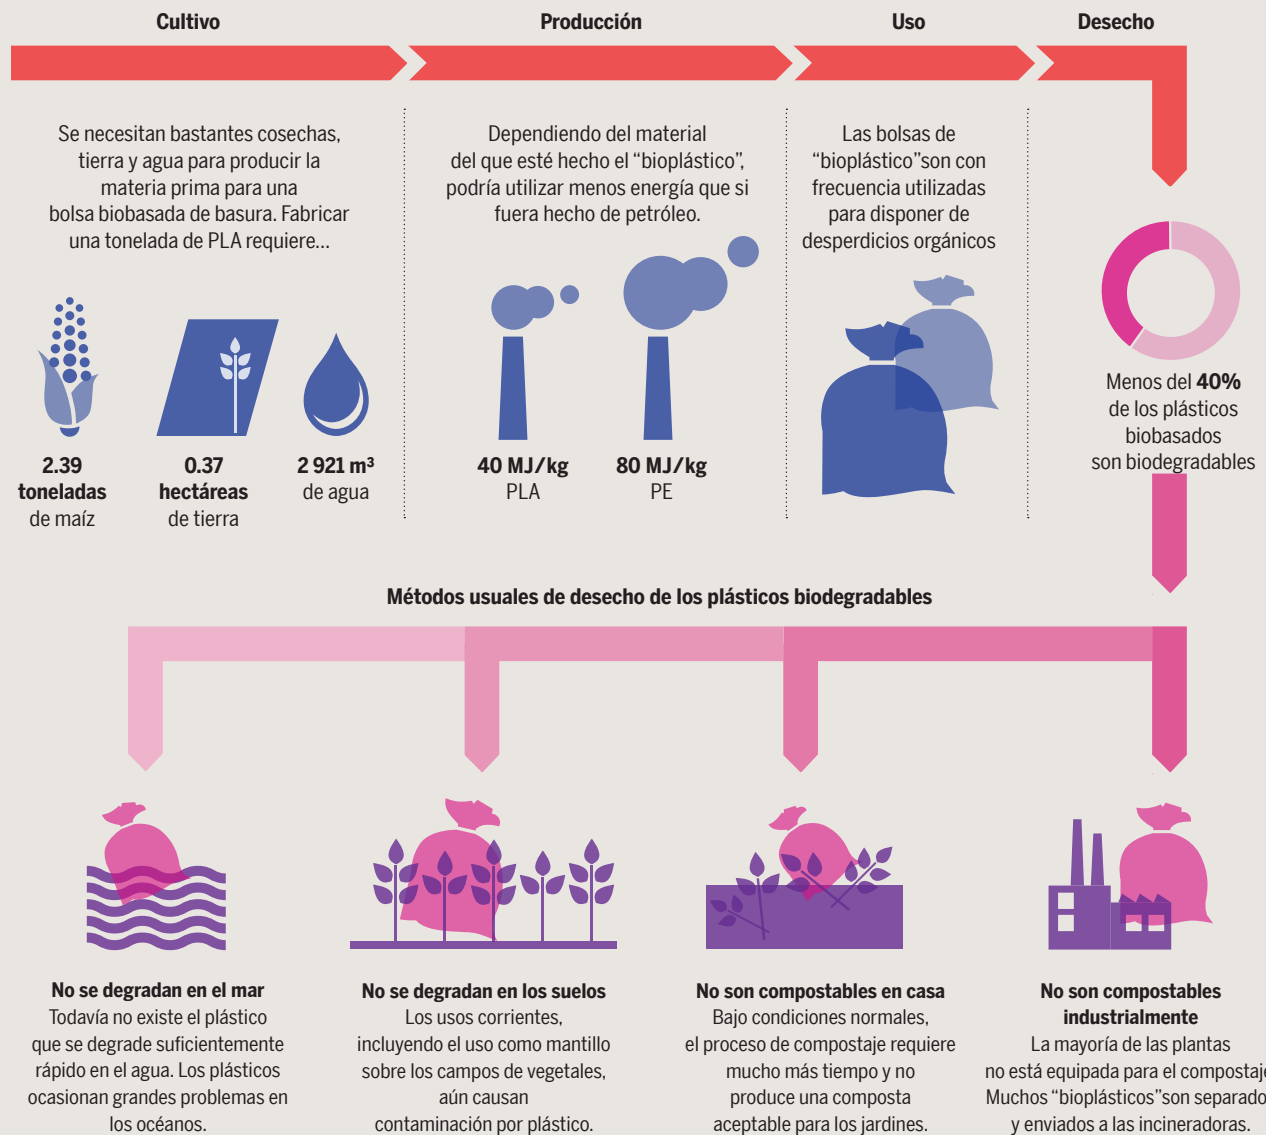 Cultivo
Producción
Uso
Desecho
Se necesitan bastantes cosechas,
tierra y agua para producir la
materia prima para una
bolsa biobasada de basura. Fabricar
una tonelada de PLA requiere...
2.39
toneladas
de maíz
0.37
hectáreas
de tierra
2 921 m³
de agua
Dependiendo del material
del que esté hecho el “bioplástico”,
podría utilizar menos energía que si
fuera hecho de petróleo.
40 MJ/kg
PLA
80 MJ/kg
PE
Las bolsas de
“bioplástico”son con
frecuencia utilizadas
para disponer de
desperdicios orgánicos
Menos del 40%
de los plásticos
biobasados
son biodegradables
Métodos usuales de desecho de los plásticos biodegradables
No se degradan en el mar
Todavía no existe el plástico
que se degrade suficientemente
rápido en el agua. Los plásticos
ocasionan grandes problemas en
los océanos.
No se degradan en los suelos
Los usos corrientes,
incluyendo el uso como mantillo
sobre los campos de vegetales,
aún causan
contaminación por plástico.
No son compostables en casa
Bajo condiciones normales,
el proceso de compostaje requiere
mucho más tiempo y no
produce una composta
aceptable para los jardines.
No son compostables
industrialmente
La mayoría de las plantas
no está equipada para el compostaje
Muchos “bioplásticos”son separado
y enviados a las incineradoras.